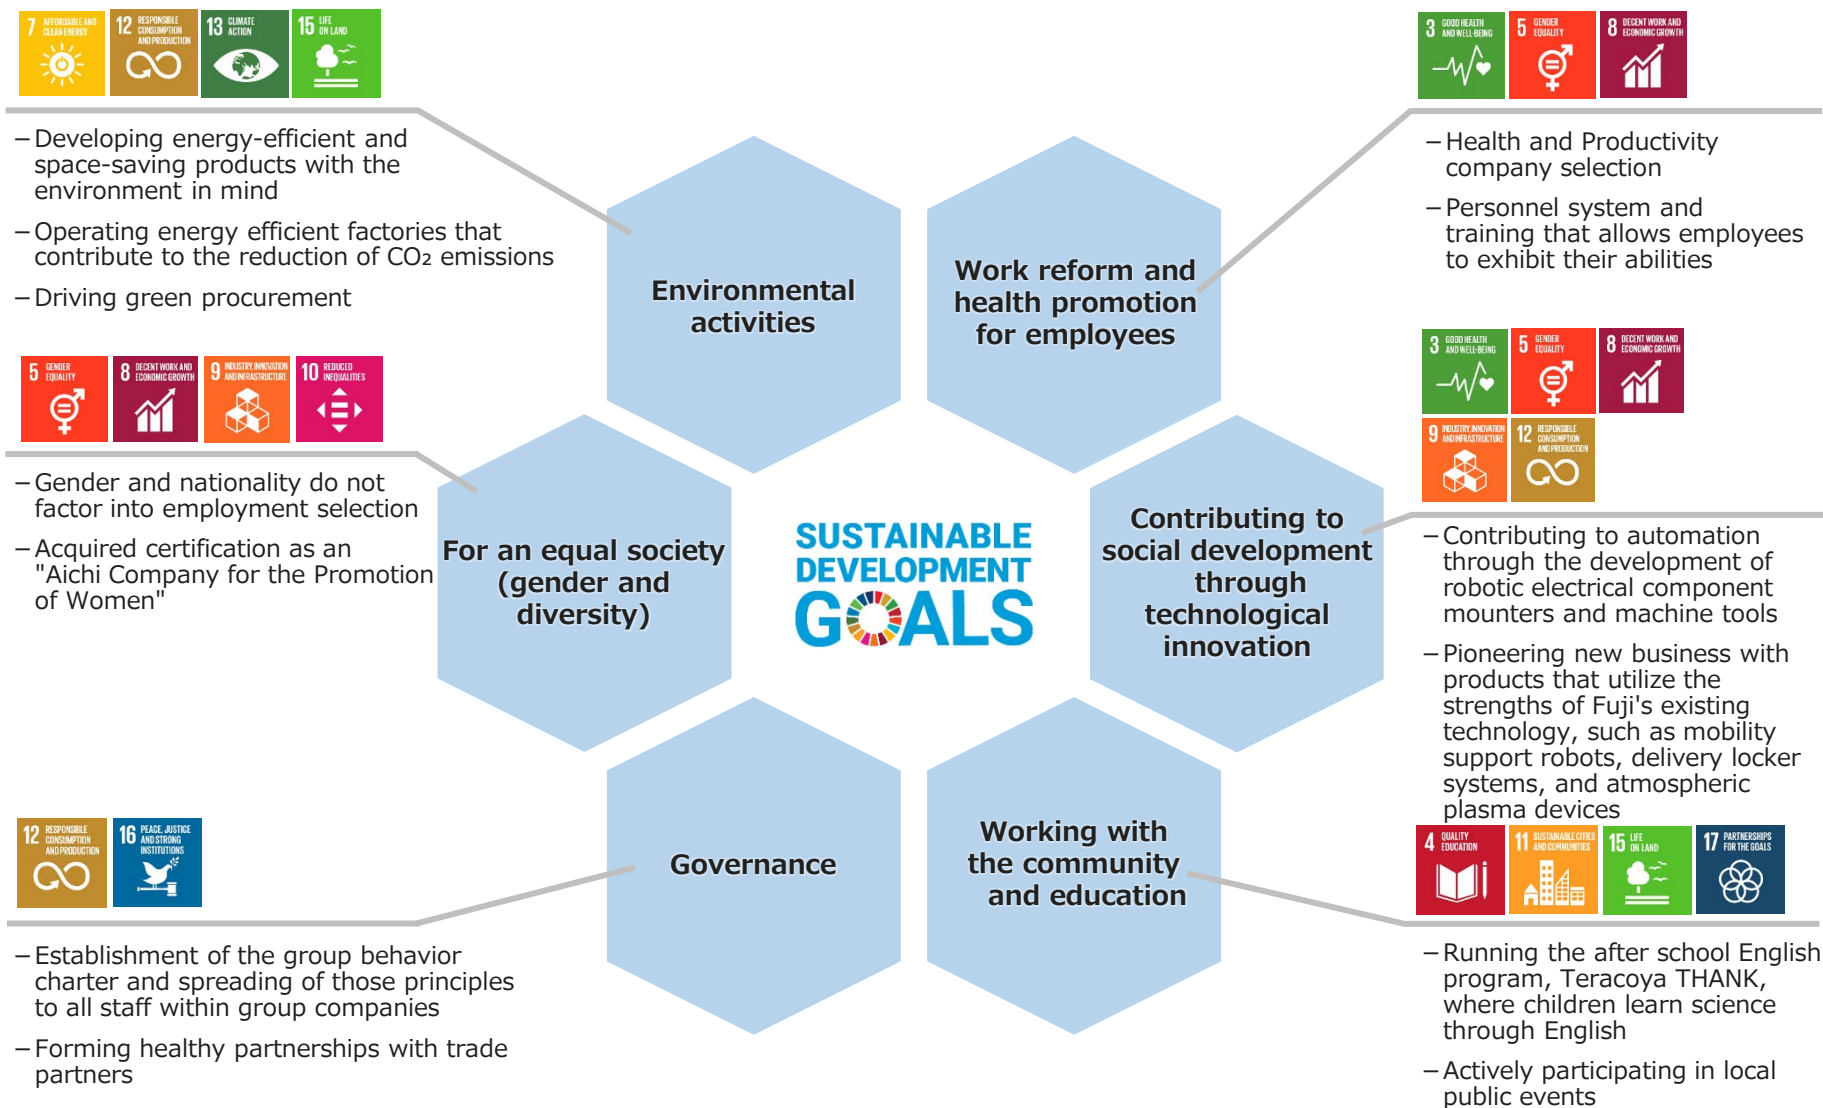 7 AFFORDABLE AND
CLEAN ENERGY
12 RESPONSIBLE
CONSUMPTION
AND PRODUCTION
13 CLIMATE
ACTION
15 LIFE
ON LAND
– Developing energy-efficient and
space-saving products with the
environment in mind
– Operating energy efficient factories that
contribute to the reduction of CO₂ emissions
– Driving green procurement
Environmental
activities
3 GOOD HEALTH
AND WELL-BEING
5 GENDER
EQUALITY
8 DECENT WORK AND
ECONOMIC GROWTH
– Health and Productivity
company selection
– Personnel system and
training that allows employees
to exhibit their abilities
Work reform and
health promotion
for employees
5 GENDER
EQUALITY
8 DECENT WORK AND
ECONOMIC GROWTH
9 INDUSTRY, INNOVATION
AND INFRASTRUCTURE
10 REDUCED
INEQUALITIES
– Gender and nationality do not
factor into employment selection
– Acquired certification as an
"Aichi Company for the Promotion
of Women"
For an equal society
(gender and
diversity)
SUSTAINABLE
DEVELOPMENT
GOALS
3 GOOD HEALTH
AND WELL-BEING
5 GENDER
EQUALITY
8 DECENT WORK AND
ECONOMIC GROWTH
9 INDUSTRY, INNOVATION
AND INFRASTRUCTURE
12 RESPONSIBLE
CONSUMPTION
AND PRODUCTION
Contributing to
social development
through
technological
innovation
– Contributing to automation
through the development of
robotic electrical component
mounters and machine tools
– Pioneering new business with
products that utilize the
strengths of Fuji's existing
technology, such as mobility
support robots, delivery locker
systems, and atmospheric
plasma devices
12 RESPONSIBLE
CONSUMPTION
AND PRODUCTION
16 PEACE, JUSTICE
AND STRONG
INSTITUTIONS
Governance
– Establishment of the group behavior
charter and spreading of those principles
to all staff within group companies
– Forming healthy partnerships with trade
partners
Working with
the community
and education
4 QUALITY
EDUCATION
11 SUSTAINABLE CITIES
AND COMMUNITIES
15 LIFE
ON LAND
17 PARTNERSHIPS
FOR THE GOALS
– Running the after school English
program, Teracoya THANK,
where children learn science
through English
– Actively participating in local
public events